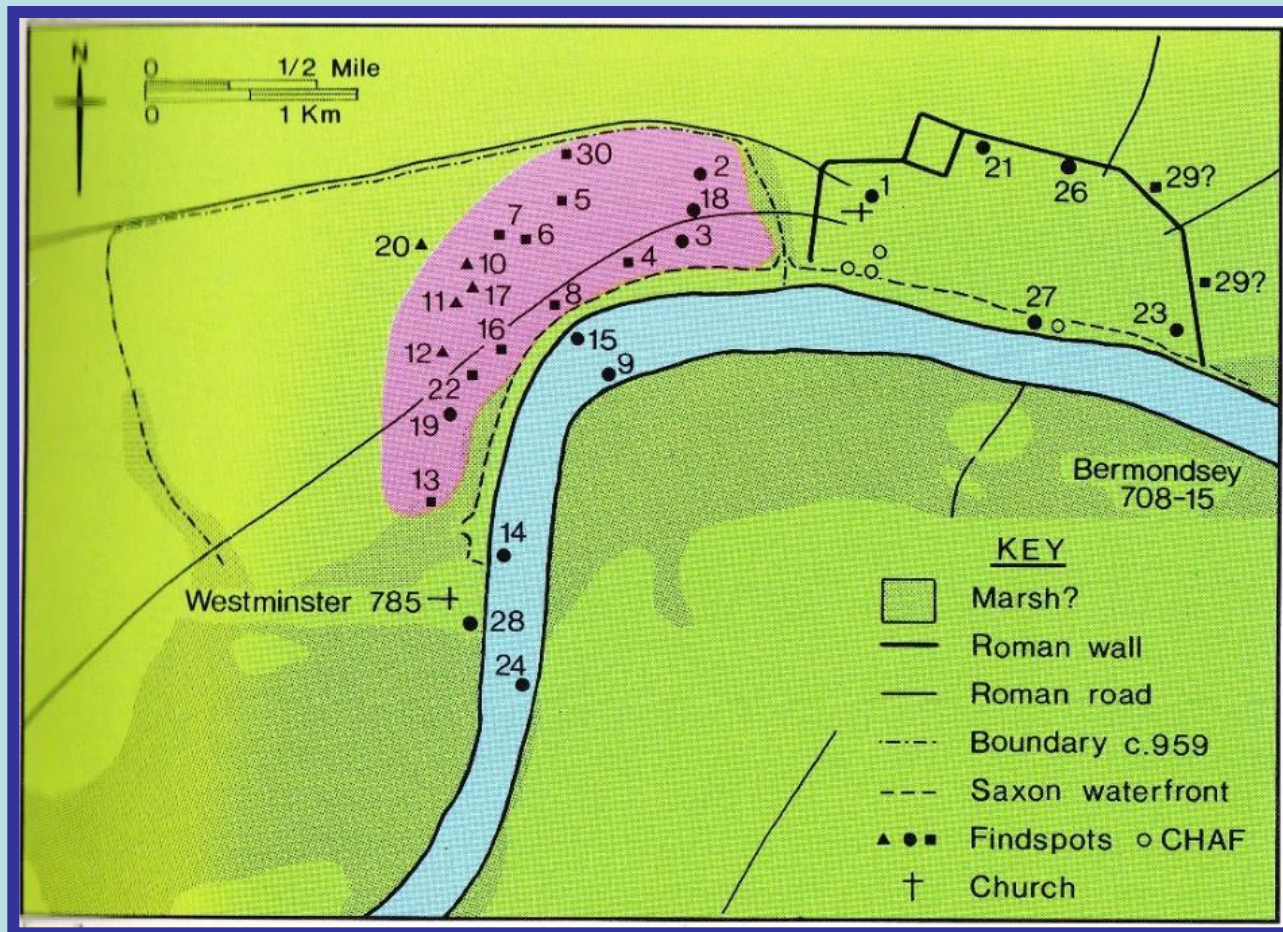 N
0 1/2 Mile
0 1 Km
30
2
1
21
26
29?
5
18
7
6
3
20
10
4
17
11
8
29?
27
23
16
15
12
9
22
19
13
Bermondsey
708-15
14
Westminster 785
28
24
KEY
Marsh?
Roman wall
Roman road
Boundary c.959
Saxon waterfront
Findspots CHAF
Church